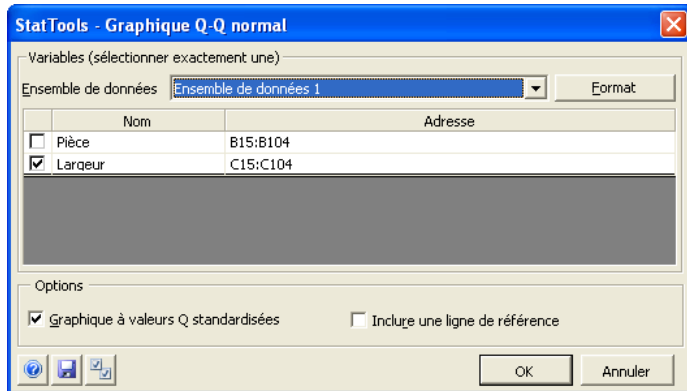 StatTools - Graphique Q-Q normal
Variables (sélectionner exactement une)
Ensemble de données Ensemble de données 1 Format
Nom Adresse
Pièce B15:B104
Largeur C15:C104
Options
Graphique à valeurs Q standardisées Inclure une ligne de référence
OK Annuler